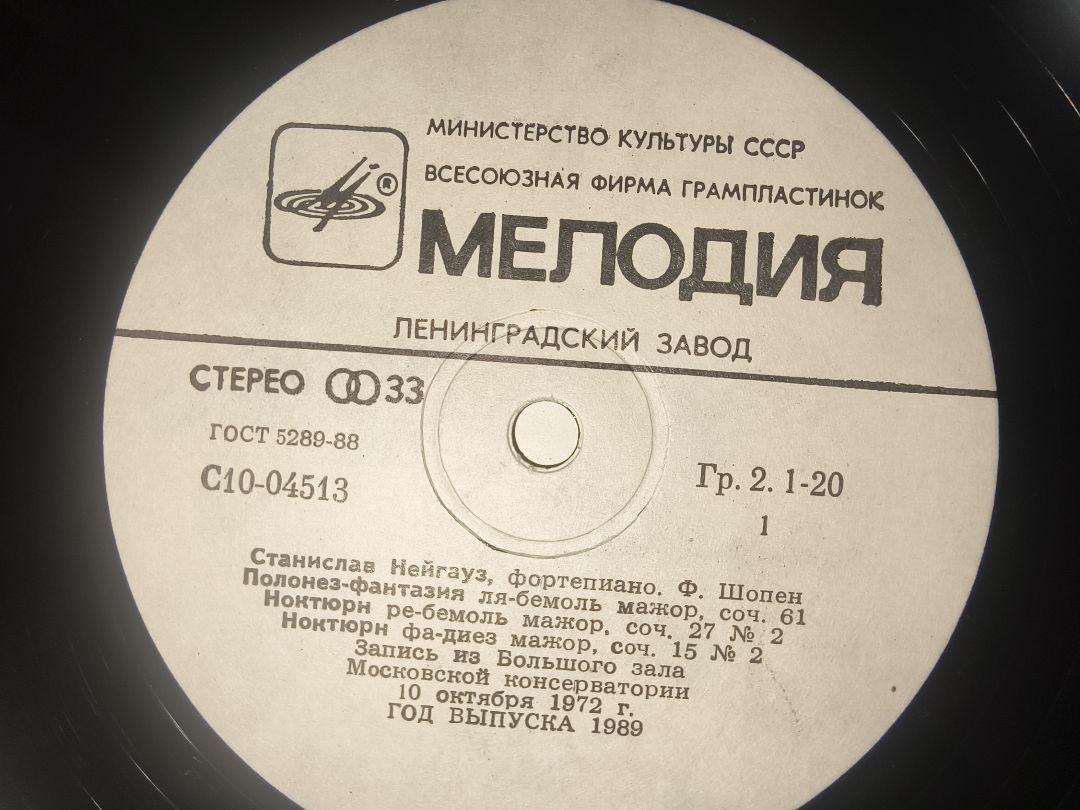 МИНИСТЕРСТВО КУЛЬТУРЫ СССР
ВСЕСОЮЗНАЯ ФИРМА ГРАМПЛАСТИНОК
®
МЕЛОДИЯ
ЛЕНИНГРАДСКИЙ ЗАВОД
СТЕРЕО 33
ГОСТ 5289-88
С10-04513
Гр. 2. 1-20
1
Станислав Нейгауз, фортепиано. Ф. Шопен
Полонез-фантазия ля-бемоль мажор, соч. 61
Ноктюрн ре-бемоль мажор, соч. 27 № 2
Ноктюрн фа-диез мажор, соч. 15 № 2
Запись из Большого зала
Московской консерватории
10 октября 1972 г.
ГОД ВЫПУСКА 1989